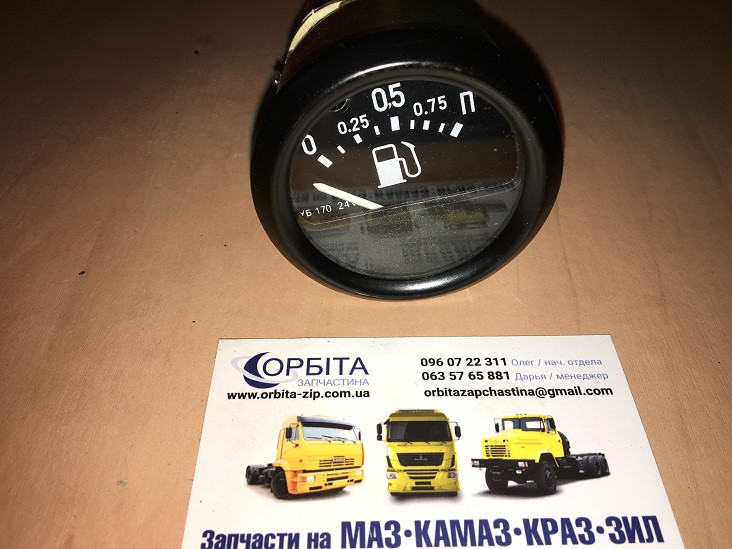 0 0.25 0.5 0.75 П
УБ 170 24
ОРБІТА
ЗАПЧАСТИНА
www.orbita-zip.com.ua
096 07 22 311 Олег / нач. отдела
063 57 65 881 Дарья / менеджер
orbitazapchastina@gmail.com
Запчасти на МАЗ•КАМАЗ•КРАЗ•ЗИЛ